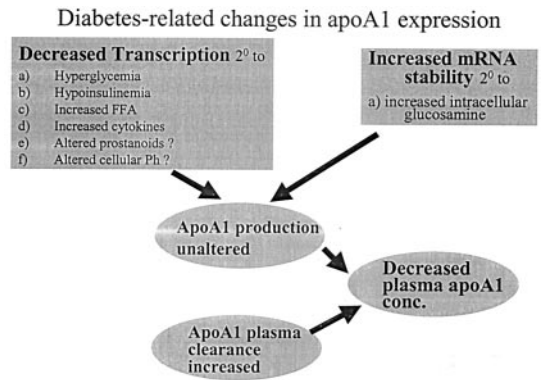 Diabetes-related changes in apoA1 expression
Decreased Transcription 2⁰ to
a) Hyperglycemia
b) Hypoinsulinemia
c) Increased FFA
d) Increased cytokines
e) Altered prostanoids ?
f) Altered cellular Ph ?
Increased mRNA
stability 2⁰ to
a) increased intracellular
glucosamine
ApoA1 production
unaltered
Decreased
plasma apoA1
conc.
ApoA1 plasma
clearance
increased